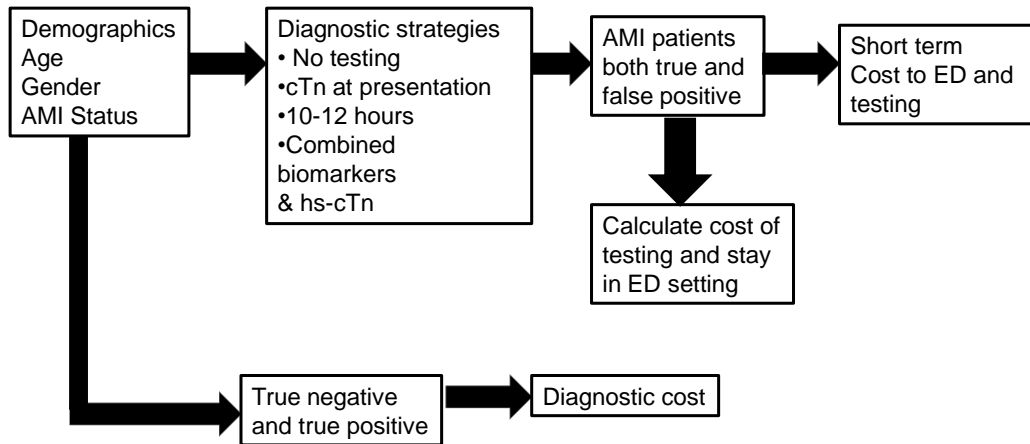 Demographics
Age
Gender
AMI Status
Diagnostic strategies
• No testing
•cTn at presentation
•10-12 hours
•Combined
biomarkers
& hs-cTn
AMI patients
both true and
false positive
Short term
Cost to ED and
testing
Calculate cost of
testing and stay
in ED setting
True negative
and true positive
Diagnostic cost